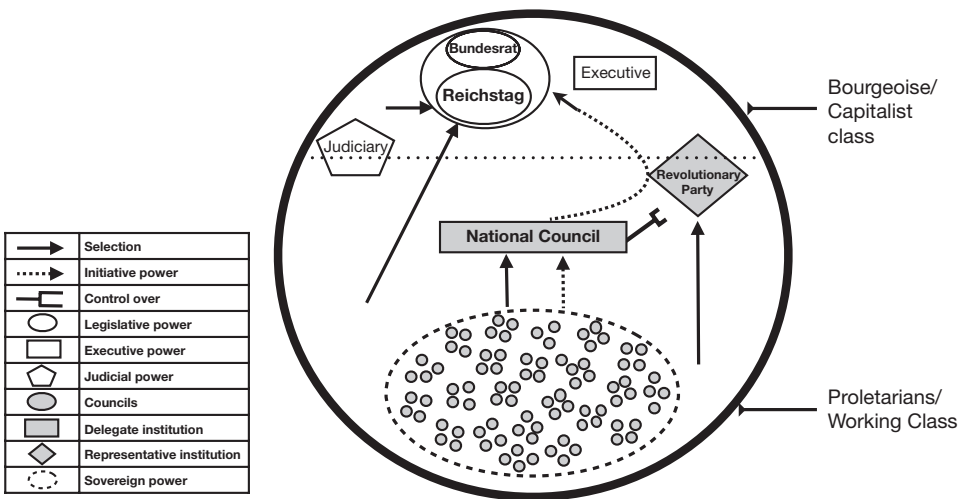 Bundesrat
Reichstag
Executive
Judiciary
Revolutionary
Party
National Council
Bourgeoise/
Capitalist
class
Proletarians/
Working Class
Selection
Initiative power
Control over
Legislative power
Executive power
Judicial power
Councils
Delegate institution
Representative institution
Sovereign power